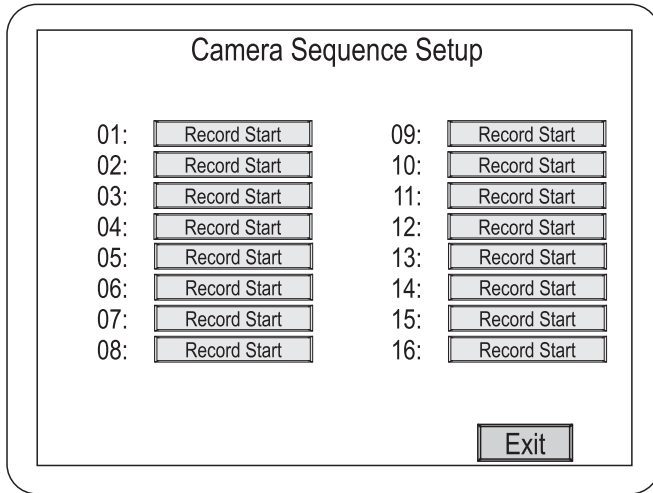 Camera Sequence Setup
01: Record Start
02: Record Start
03: Record Start
04: Record Start
05: Record Start
06: Record Start
07: Record Start
08: Record Start
09: Record Start
10: Record Start
11: Record Start
12: Record Start
13: Record Start
14: Record Start
15: Record Start
16: Record Start
Exit